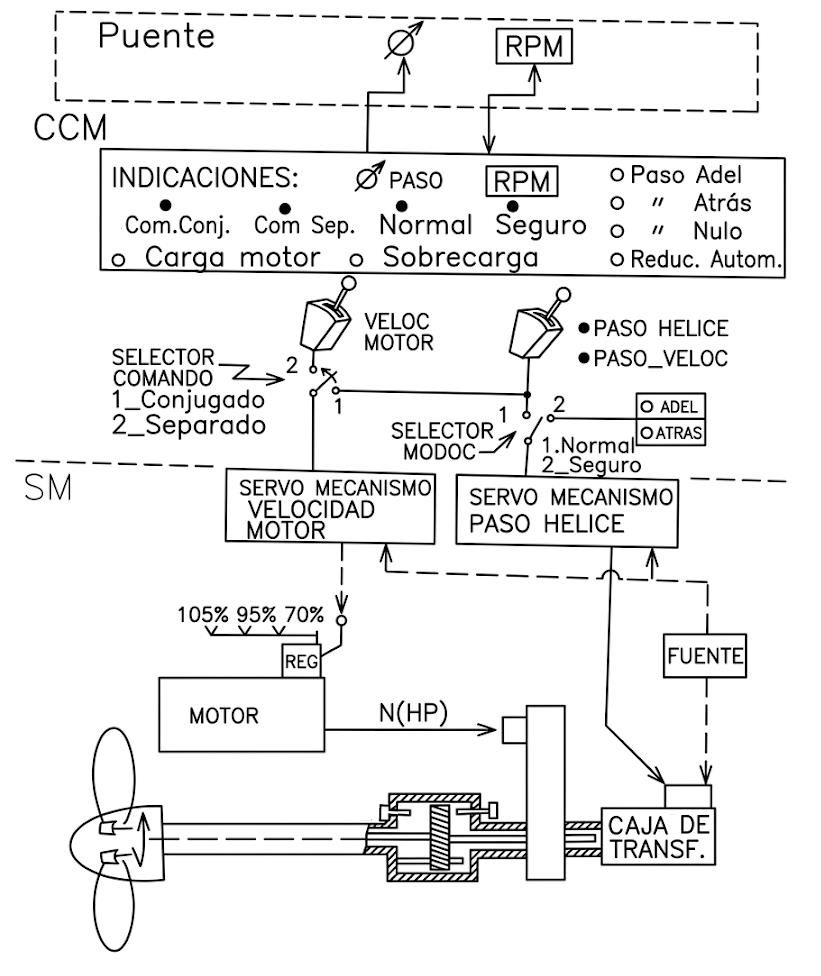 Puente
RPM
CCM
INDICACIONES: PASO RPM
Paso Adel
Com.Conj. Com Sep. Normal Seguro
" Atrás
" Nulo
Carga motor Sobrecarga
Reduc. Autom.
VELOC
MOTOR
PASO HELICE
PASO_VELOC
SELECTOR
COMANDO
1_Conjugado
2_Separado
2
1
1
2
SELECTOR
MODOC
1.Normal
2_Seguro
ADEL
ATRAS
SM
SERVO MECANISMO
VELOCIDAD
MOTOR
SERVO MECANISMO
PASO HELICE
105% 95% 70%
REG
FUENTE
MOTOR
N(HP)
CAJA DE
TRANSF.